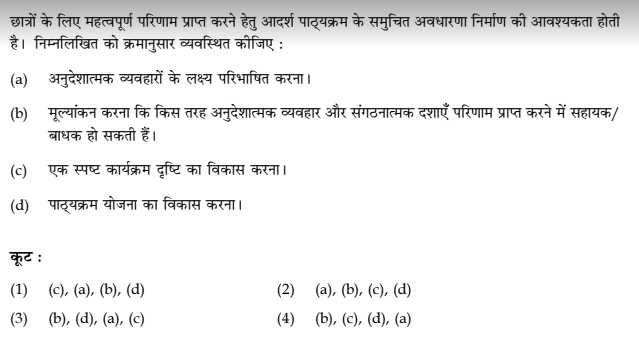 छात्रों के लिए महत्वपूर्ण परिणाम प्राप्त करने हेतु आदर्श पाठ्यक्रम के समुचित अवधारणा निर्माण की आवश्यकता होती
है। निम्नलिखित को क्रमानुसार व्यवस्थित कीजिए :
(a) अनुदेशात्मक व्यवहारों के लक्ष्य परिभाषित करना।
(b) मूल्यांकन करना कि किस तरह अनुदेशात्मक व्यवहार और संगठनात्मक दशाएँ परिणाम प्राप्त करने में सहायक/
बाधक हो सकती हैं।
(c) एक स्पष्ट कार्यक्रम दृष्टि का विकास करना।
(d) पाठ्यक्रम योजना का विकास करना।
कूट :
(1) (c), (a), (b), (d) (2) (a), (b), (c), (d)
(3) (b), (d), (a), (c) (4) (b), (c), (d), (a)